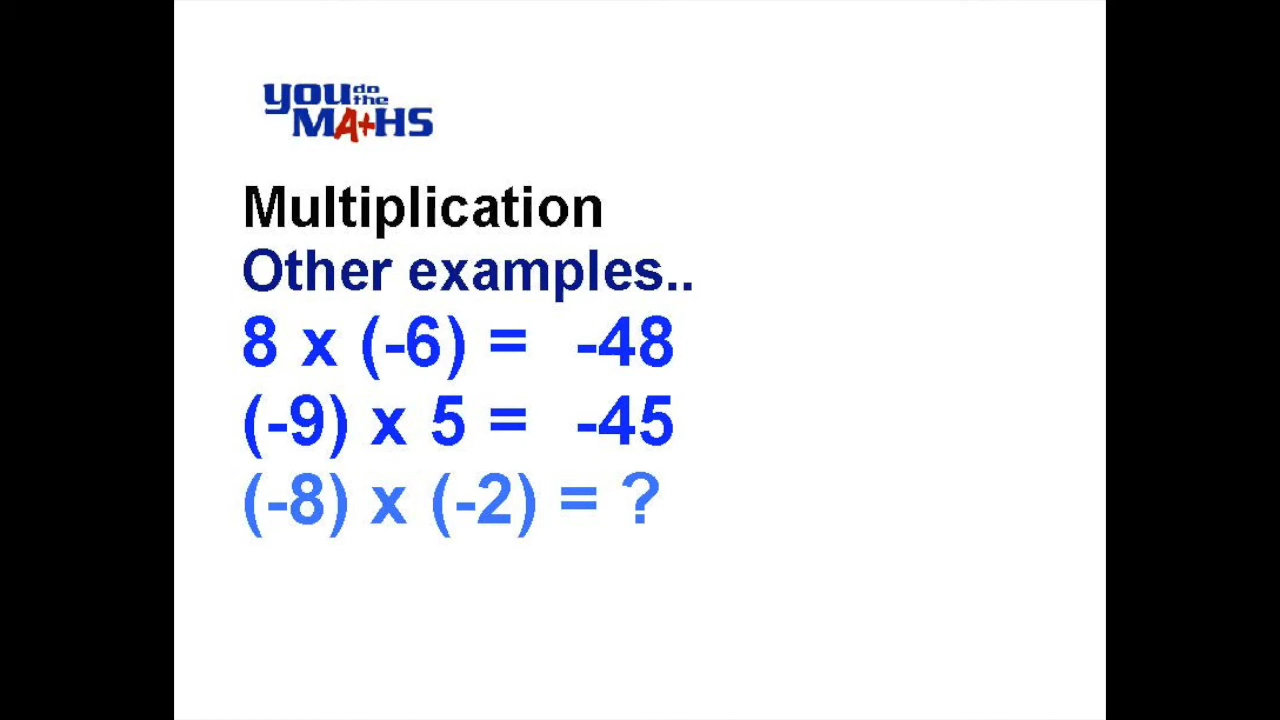 you do the MA+HS
Multiplication
Other examples..
8 x (-6) = -48
(-9) x 5 = -45
(-8) x (-2) = ?